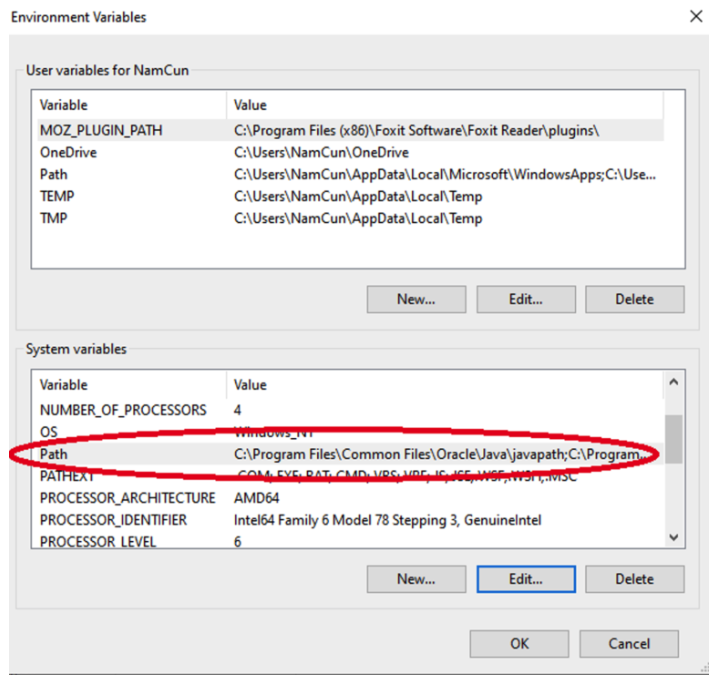 Environment Variables
User variables for NamCun
Variable Value
MOZ_PLUGIN_PATH C:\Program Files (x86)\Foxit Software\Foxit Reader\plugins\
OneDrive C:\Users\NamCun\OneDrive
Path C:\Users\NamCun\AppData\Local\Microsoft\WindowsApps;C:\Use...
TEMP C:\Users\NamCun\AppData\Local\Temp
TMP C:\Users\NamCun\AppData\Local\Temp
New... Edit... Delete
System variables
Variable Value
NUMBER_OF_PROCESSORS 4
OS Windows_NT
Path C:\Program Files\Common Files\Oracle\Java\javapath;C:\Program...
PATHEXT .COM;.EXE;.BAT;.CMD;.VBS;.VBE;.JS;.JSE;.WSF;.WSH;.MSC
PROCESSOR_ARCHITECTURE AMD64
PROCESSOR_IDENTIFIER Intel64 Family 6 Model 78 Stepping 3, GenuineIntel
PROCESSOR_LEVEL 6
New... Edit... Delete
OK Cancel